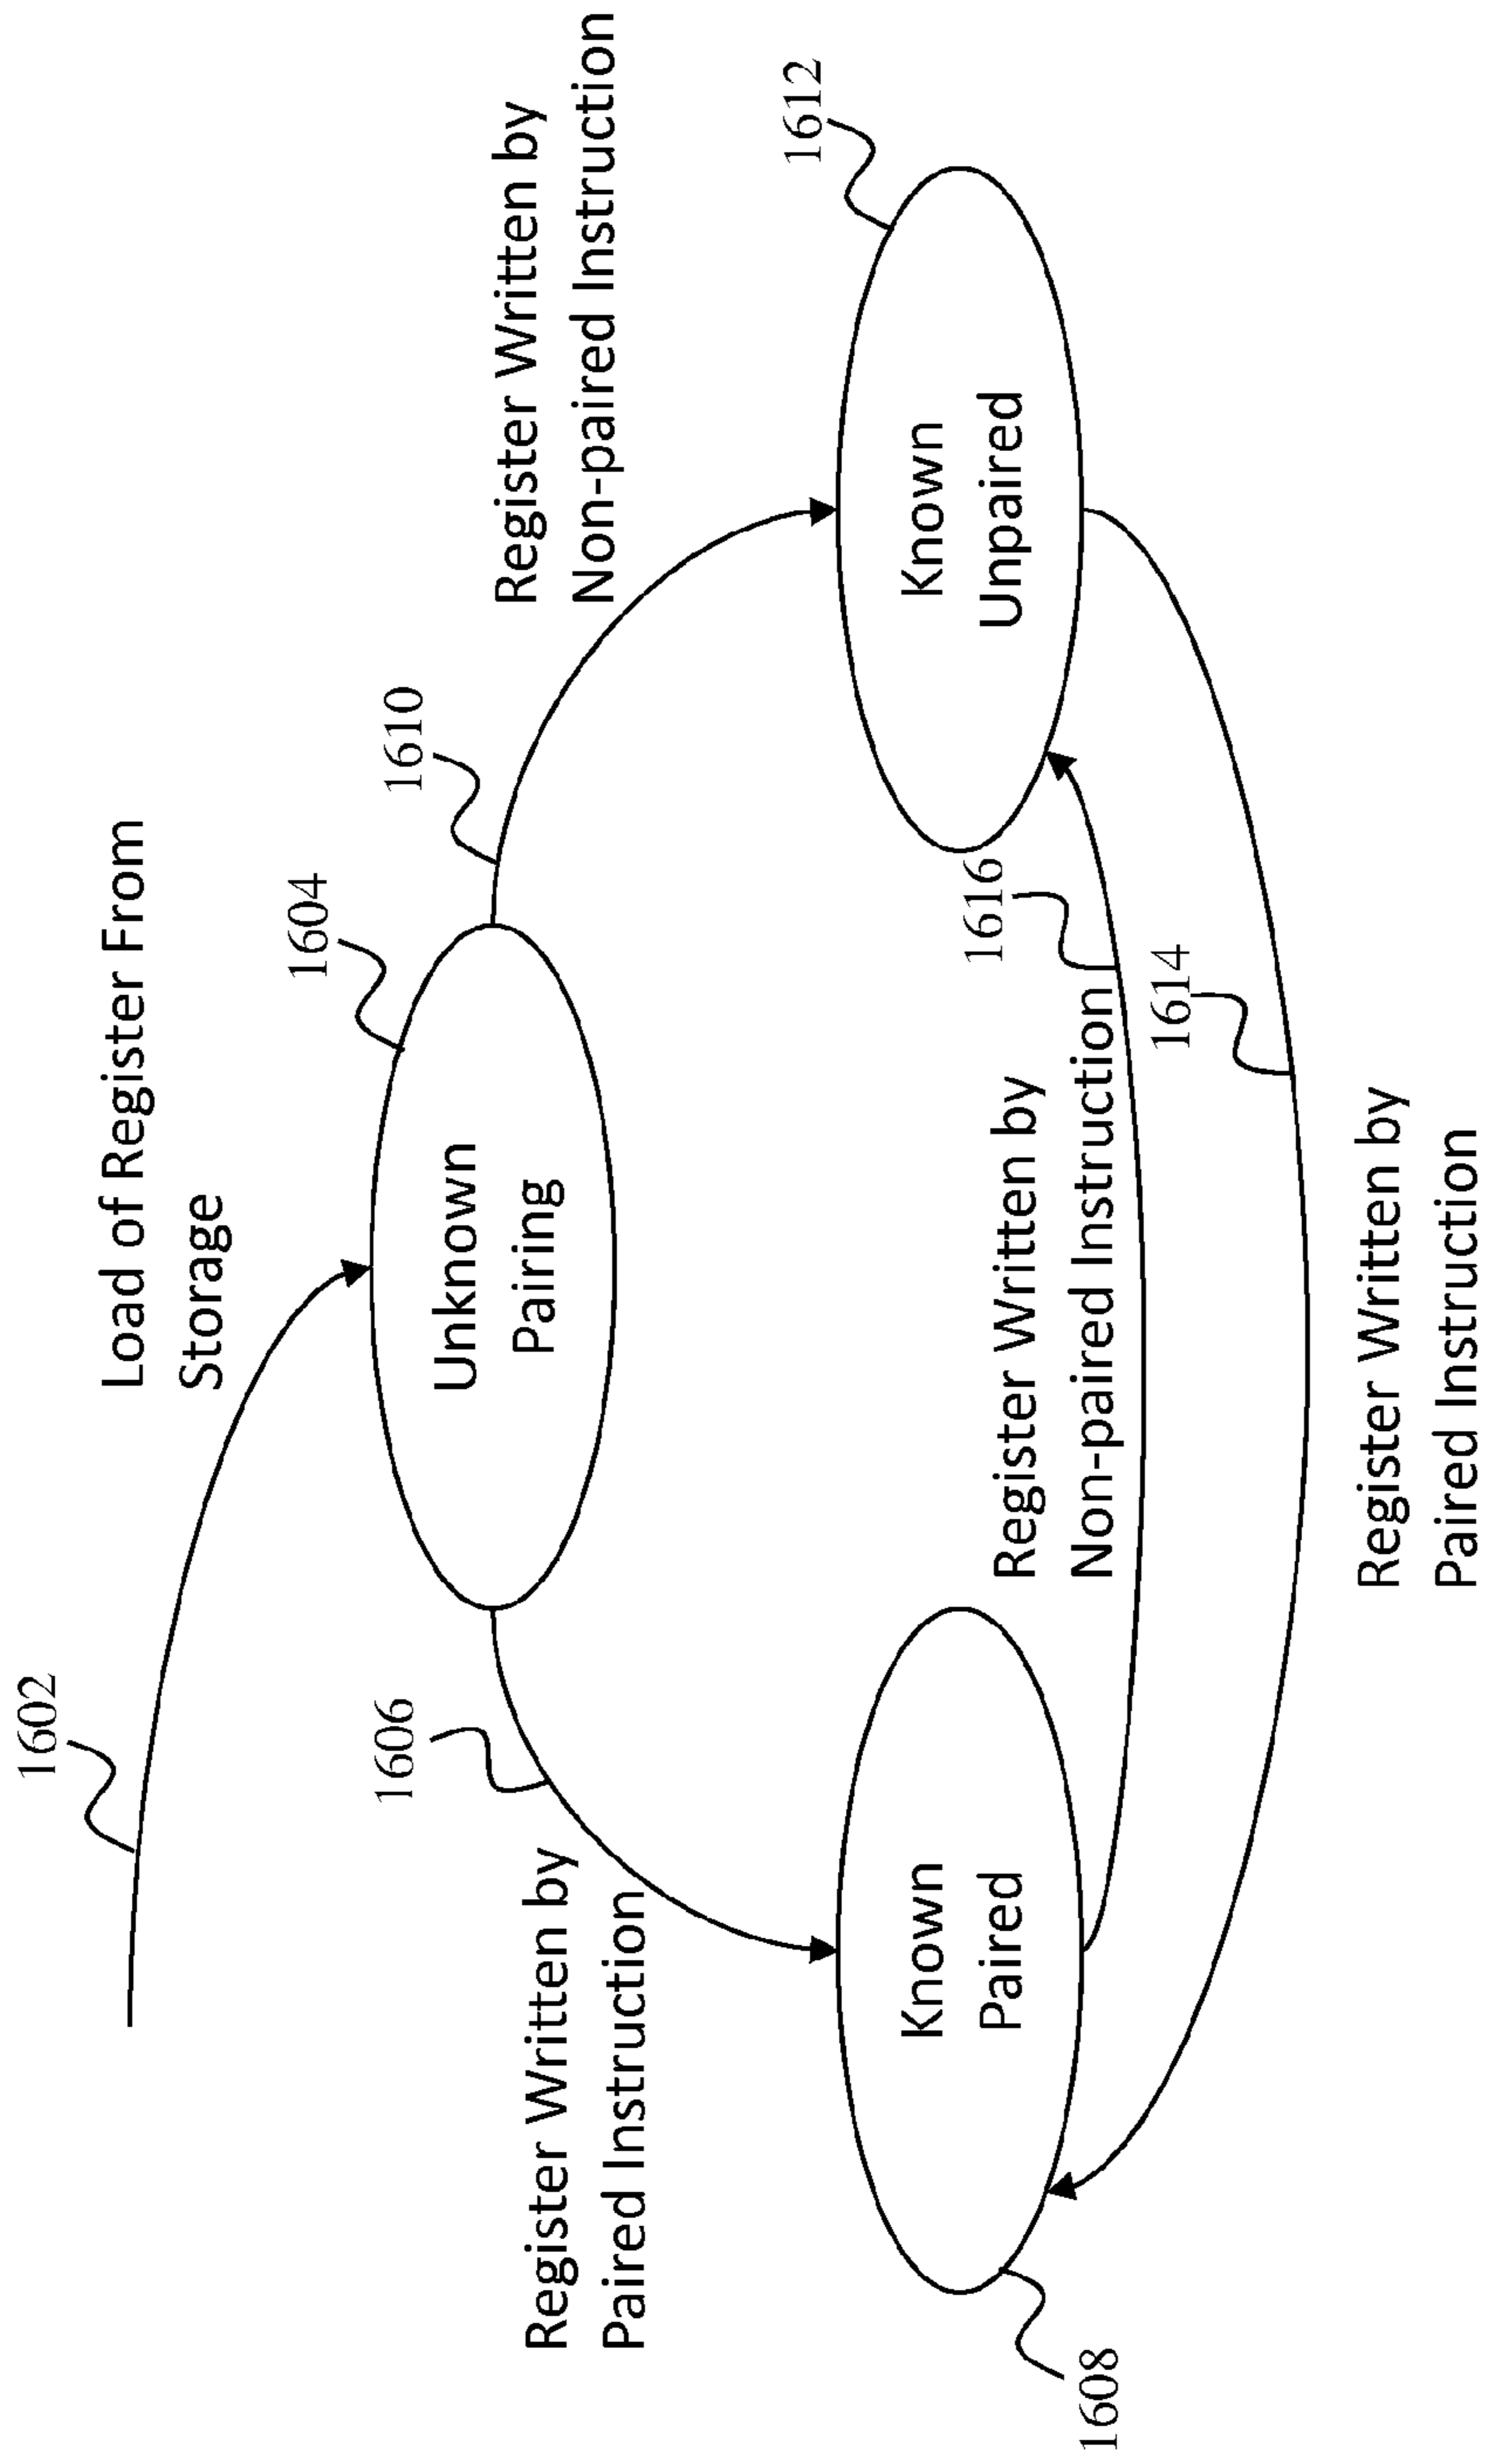 1602
Load of Register From
Storage
1604
Unknown
Pairing
1606
Register Written by
Paired Instruction
1610
Register Written by
Non-paired Instruction
1612
Known
Paired
Known
Unpaired
1608
Register Written by
Non-paired Instruction
1616
1614
Register Written by
Paired Instruction